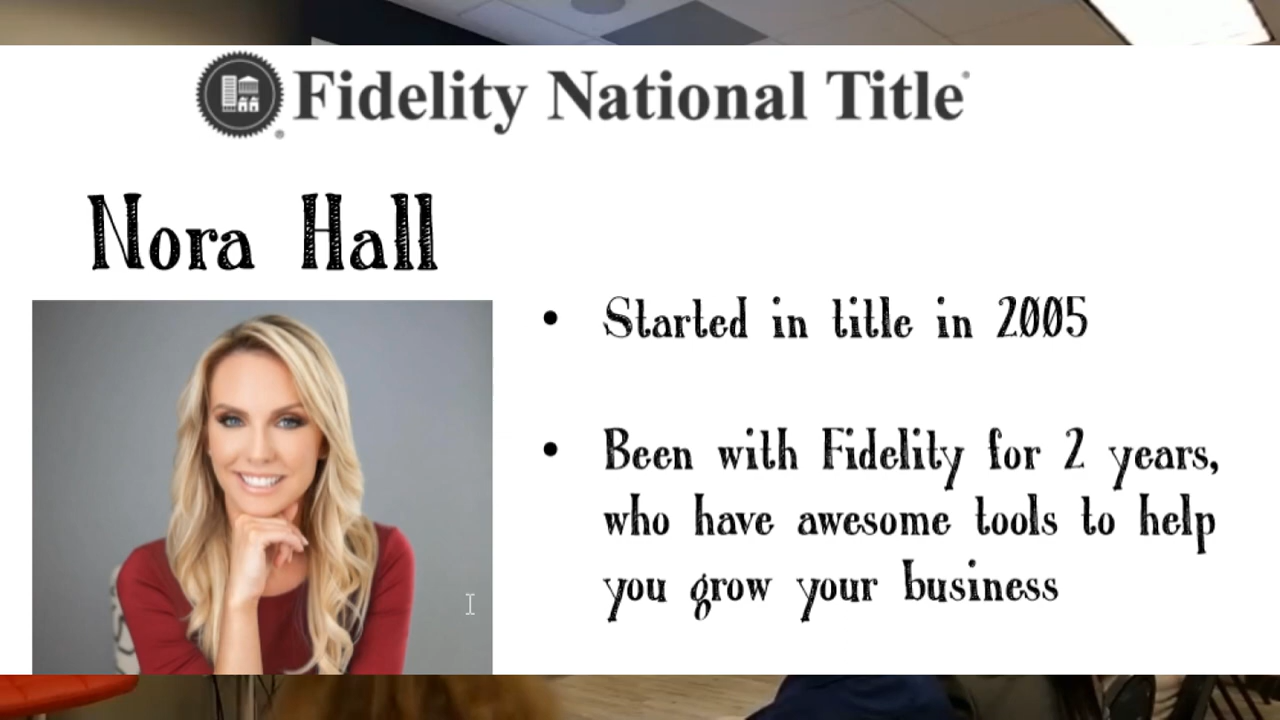 Fidelity National Title
Nora Hall
• Started in title in 2005
• Been with Fidelity for 2 years,
who have awesome tools to help
you grow your business